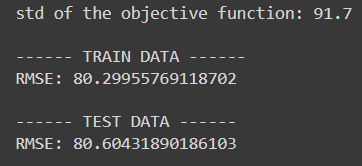 std of the objective function: 91.7
------ TRAIN DATA ------
RMSE: 80.29955769118702
------ TEST DATA ------
RMSE: 80.60431890186103